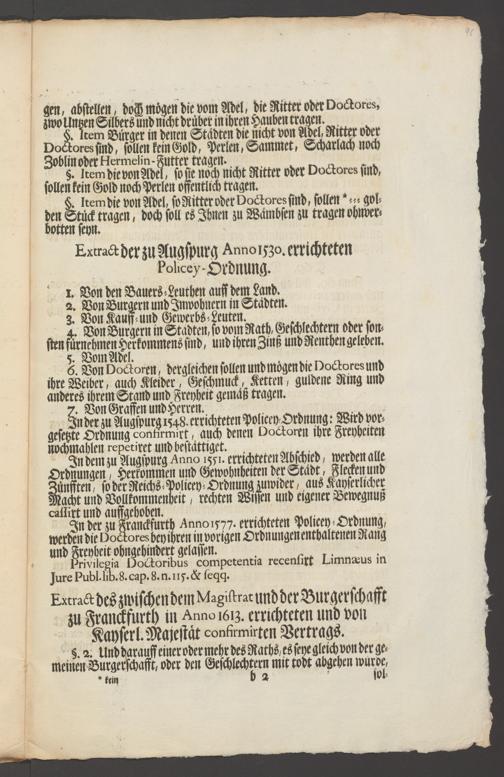 gen, abstellen, doch mögen die vom Adel, die Ritter oder Doctores,
zwo Untzen Silbers und nicht drüber in ihren Hauben tragen.
§. Item Bürger in denen Städten die nicht von Adel, Ritter oder
Doctores sind, sollen kein Gold, Perlen, Sammet, Scharlach noch
Zoblin oder Hermelin-Futter tragen.
§. Item die von Adel, so sie noch nicht Ritter oder Doctores sind,
sollen kein Gold noch Perlen offentlich tragen.
§. Item die von Adel, so Ritter oder Doctores sind, sollen *--- gol-
den Stück tragen, doch soll es Ihnen zu Wämbsen zu tragen ohnver-
botten seyn.
Extract der zu Augspurg Anno 1530. errichteten
Policey-Ordnung.
1. Von den Bauers-Leuthen auff dem Land.
2. Von Burgern und Inwohnern in Städten.
3. Von Kauff- und Gewerbs-Leuten.
4. Von Burgern in Städten, so vom Rath, Geschlechtern oder son-
sten fürnehmen Herkommens sind, und ihren Zinß und Renthen geleben.
5. Vom Adel.
6. Von Doctoren, dergleichen sollen und mögen die Doctores und
ihre Weiber, auch Kleider, Geschmuck, Ketten, guldene Ring und
anderes ihrem Stand und Freyheit gemäß tragen.
7. Von Graffen und Herren.
In der zu Augspurg 1548. errichteten Policey-Ordnung: Wird vor-
gesetzte Ordnung confirmirt, auch denen Doctoren ihre Freyheiten
nochmahlen repetiret und bestättiget.
In dem zu Augspurg Anno 1551. errichteten Abschied, werden alle
Ordnungen, Herkommen und Gewohnheiten der Städt, Flecken und
Zünfften, so der Reichs-Policey-Ordnung zuwider, aus Kayserlicher
Macht und Vollkommenheit, rechten Wissen und eigener Bewegnuß
cassirt und auffgehoben.
In der zu Franckfurth Anno 1577. errichteten Policey-Ordnung,
werden die Doctores bey ihren in vorigen Ordnungen enthaltenen Rang
und Freyheit ohngehindert gelassen.
Privilegia Doctoribus competentia recensirt Limnæus in
Jure Publ. lib. 8. cap. 8. n. 115. & seqq.
Extract des zwischen dem Magistrat und der Burgerschafft
zu Franckfurth in Anno 1613. errichteten und von
Kayserl. Majestät confirmirten Vertrags.
§. 2. Und darauff einer oder mehr des Raths, es seye gleich von der ge-
meinen Burgerschafft, oder den Geschlechtern mit todt abgehen wurde,
* kein b 2 sol-